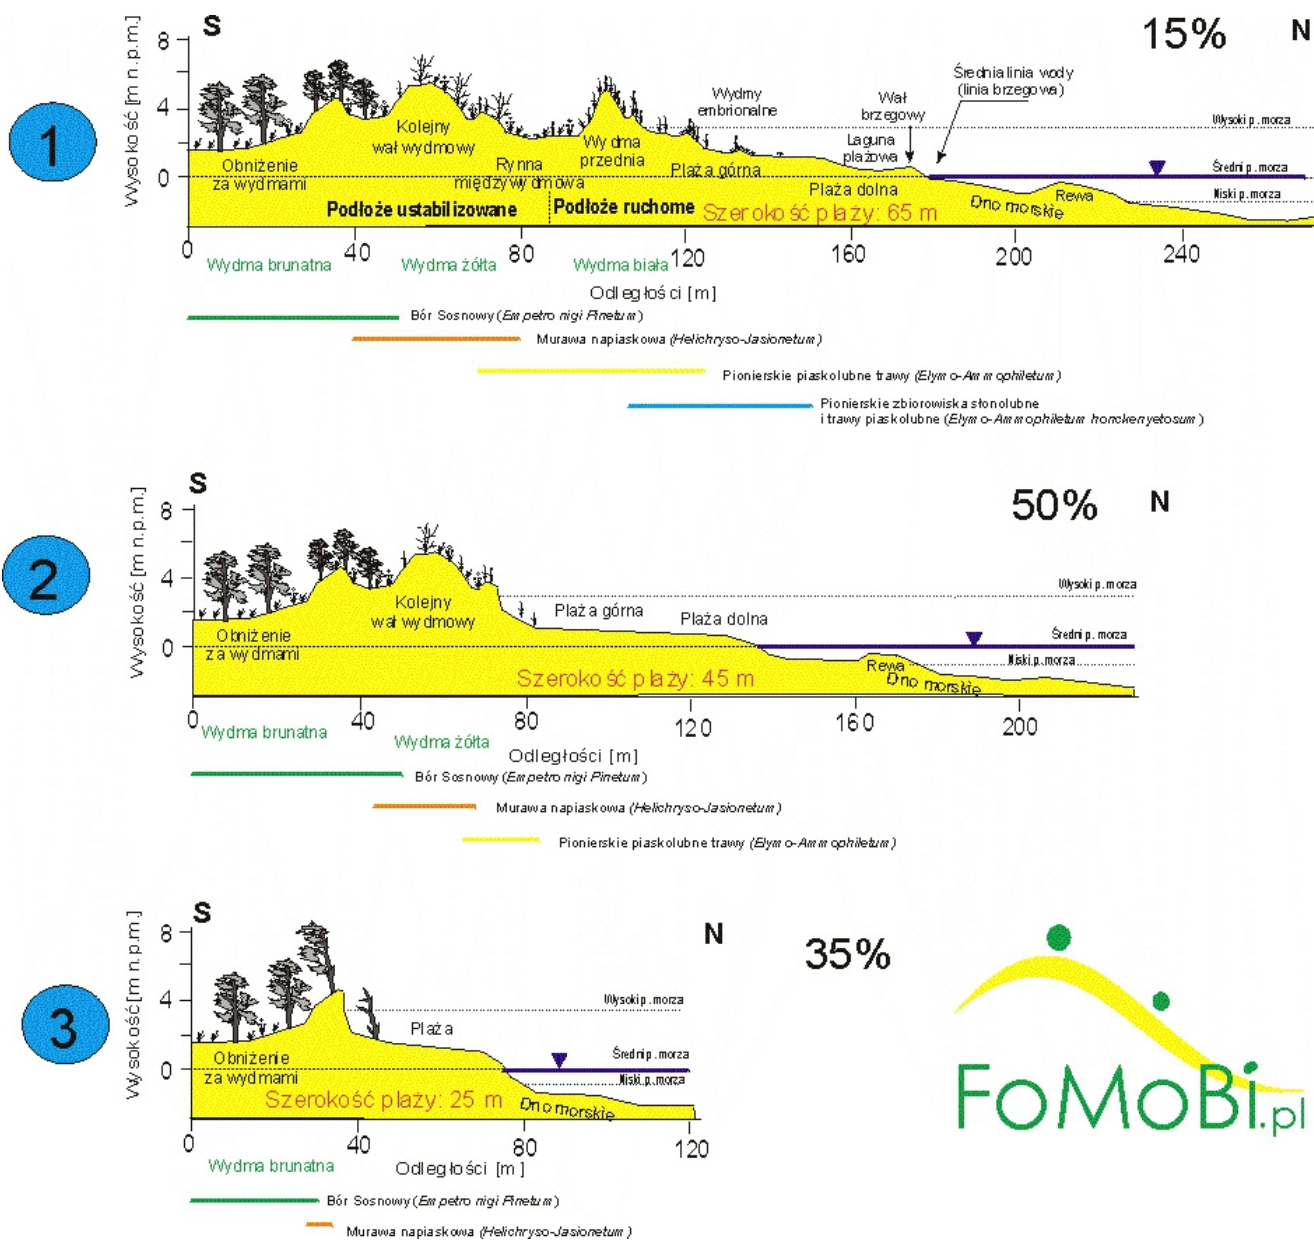 S
15%
N
Wysokość [m n.p.m.]
8
4
0
1
Średnia linia wody
(linia brzegowa)
Wydmy
embrionalne
Wał
brzegowy
Wysoki p. morza
Kolejny
wał wydmowy
Wydma
przednia
Laguna
plażowa
Obniżenie
za wydmami
Rynna
międzywydmowa
Plaża górna
Średni p. morza
Plaża dolna
Dno morskie
Rewa
Niski p. morza
Podłoże ustabilizowane
Podłoże ruchome
Szerokość plaży: 65 m
0 40 80 120 160 200 240
Wydma brunatna
Wydma żółta
Wydma biała
Odległości [m]
Bór Sosnowy (Empetro nigi Pinetum)
Murawa napiaskowa (Helichryso-Jasionetum)
Pionierskie piaskolubne trawy (Elymo-Ammophiletum)
Pionierskie zbiorowiska słonolubne
i trawy piaskolubne (Elymo-Ammophiletum honckenyetosum)
S
50%
N
Wysokość [m n.p.m.]
8
4
0
2
Wysoki p. morza
Kolejny
wał wydmowy
Plaża górna
Plaża dolna
Obniżenie
za wydmami
Średni p. morza
Rewa
Niski p. morza
Dno morskie
Szerokość plaży: 45 m
0 40 80 120 160 200
Wydma brunatna
Wydma żółta
Odległości [m]
Bór Sosnowy (Empetro nigi Pinetum)
Murawa napiaskowa (Helichryso-Jasionetum)
Pionierskie piaskolubne trawy (Elymo-Ammophiletum)
S
N
35%
Wysokość [m n.p.m.]
8
4
0
3
Wysoki p. morza
Plaża
Obniżenie
za wydmami
Średni p. morza
Niski p. morza
Szerokość plaży: 25 m
Dno morskie
0 40 80 120
Wydma brunatna
Odległości [m]
Bór Sosnowy (Empetro nigi Pinetum)
Murawa napiaskowa (Helichryso-Jasionetum)
FoMoBi.pl